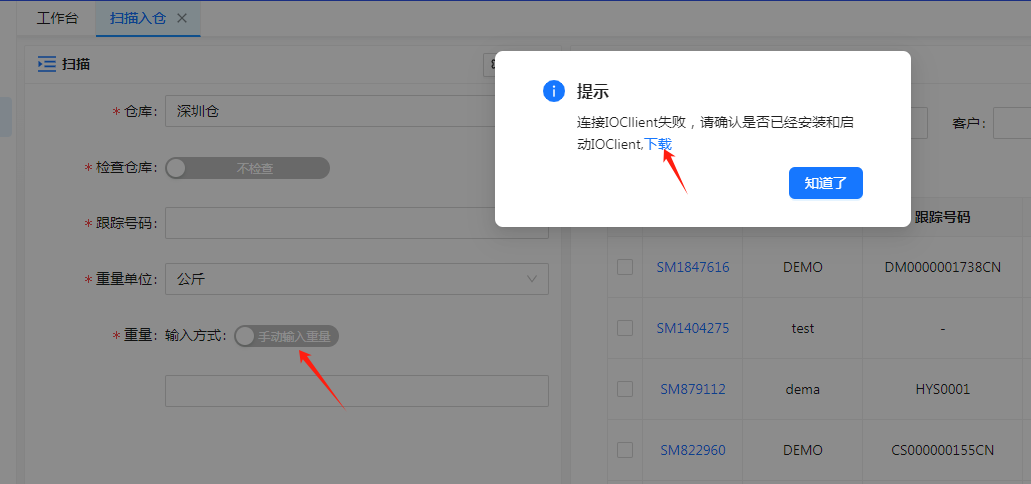 工作台
扫描入仓
扫描
仓库:
深圳仓
检查仓库:
不检查
跟踪号码:
重量单位:
公斤
重量:
输入方式:
手动输入重量
提示
连接IOCllient失败，请确认是否已经安装和启
动IOClient,下载
知道了
客户:
跟踪号码
SM1847616
DEMO
DM0000001738CN
SM1404275
test
-
SM879112
dema
HYS0001
SM822960
DEMO
CS000000155CN